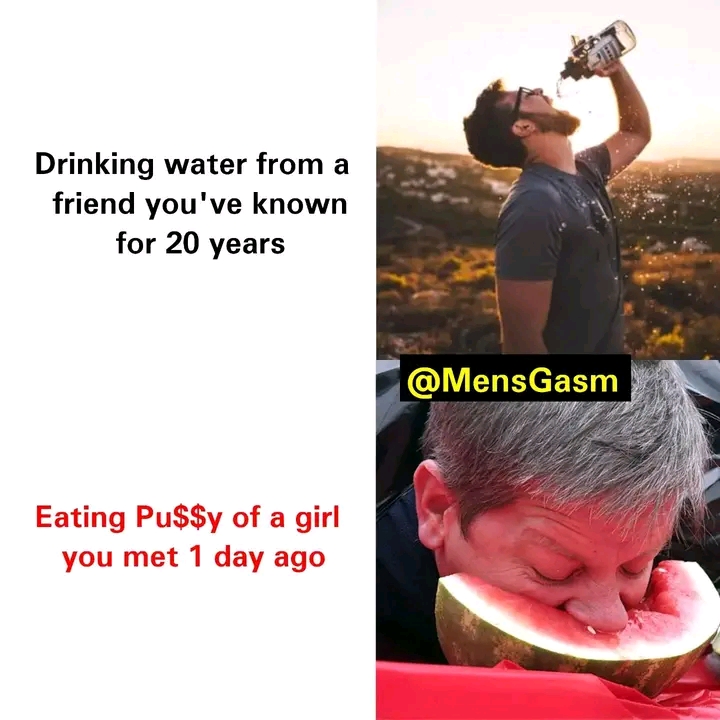 Drinking water from a
friend you've known
for 20 years
@MensGasm
Eating Pu$$y of a girl
you met 1 day ago